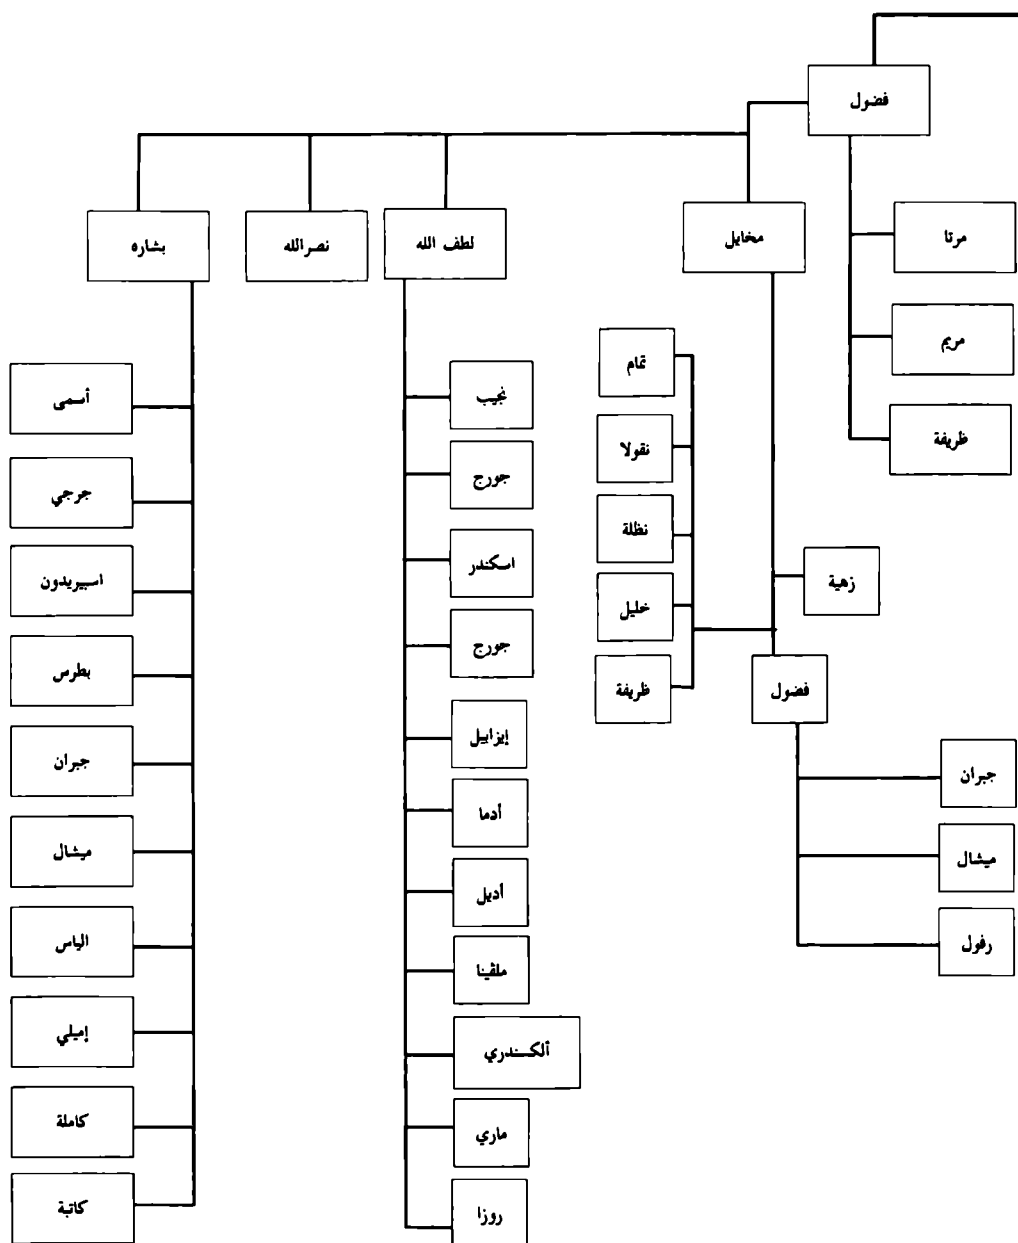 فضول
مرتا
مريم
ظريفة
مخايل
لطف الله
نصرالله
بشاره
زهية
فضول
جبران
ميشال
رفول
تمام
نقولا
نظلة
خليل
ظريفة
نجيب
جورج
اسكندر
جورج
إيزابيل
أدما
أديل
ملڤينا
ألكسندري
ماري
روزا
أسمى
جرجي
اسبيريدون
بطرس
جبران
ميشال
الياس
إميلي
كاملة
كاتبة